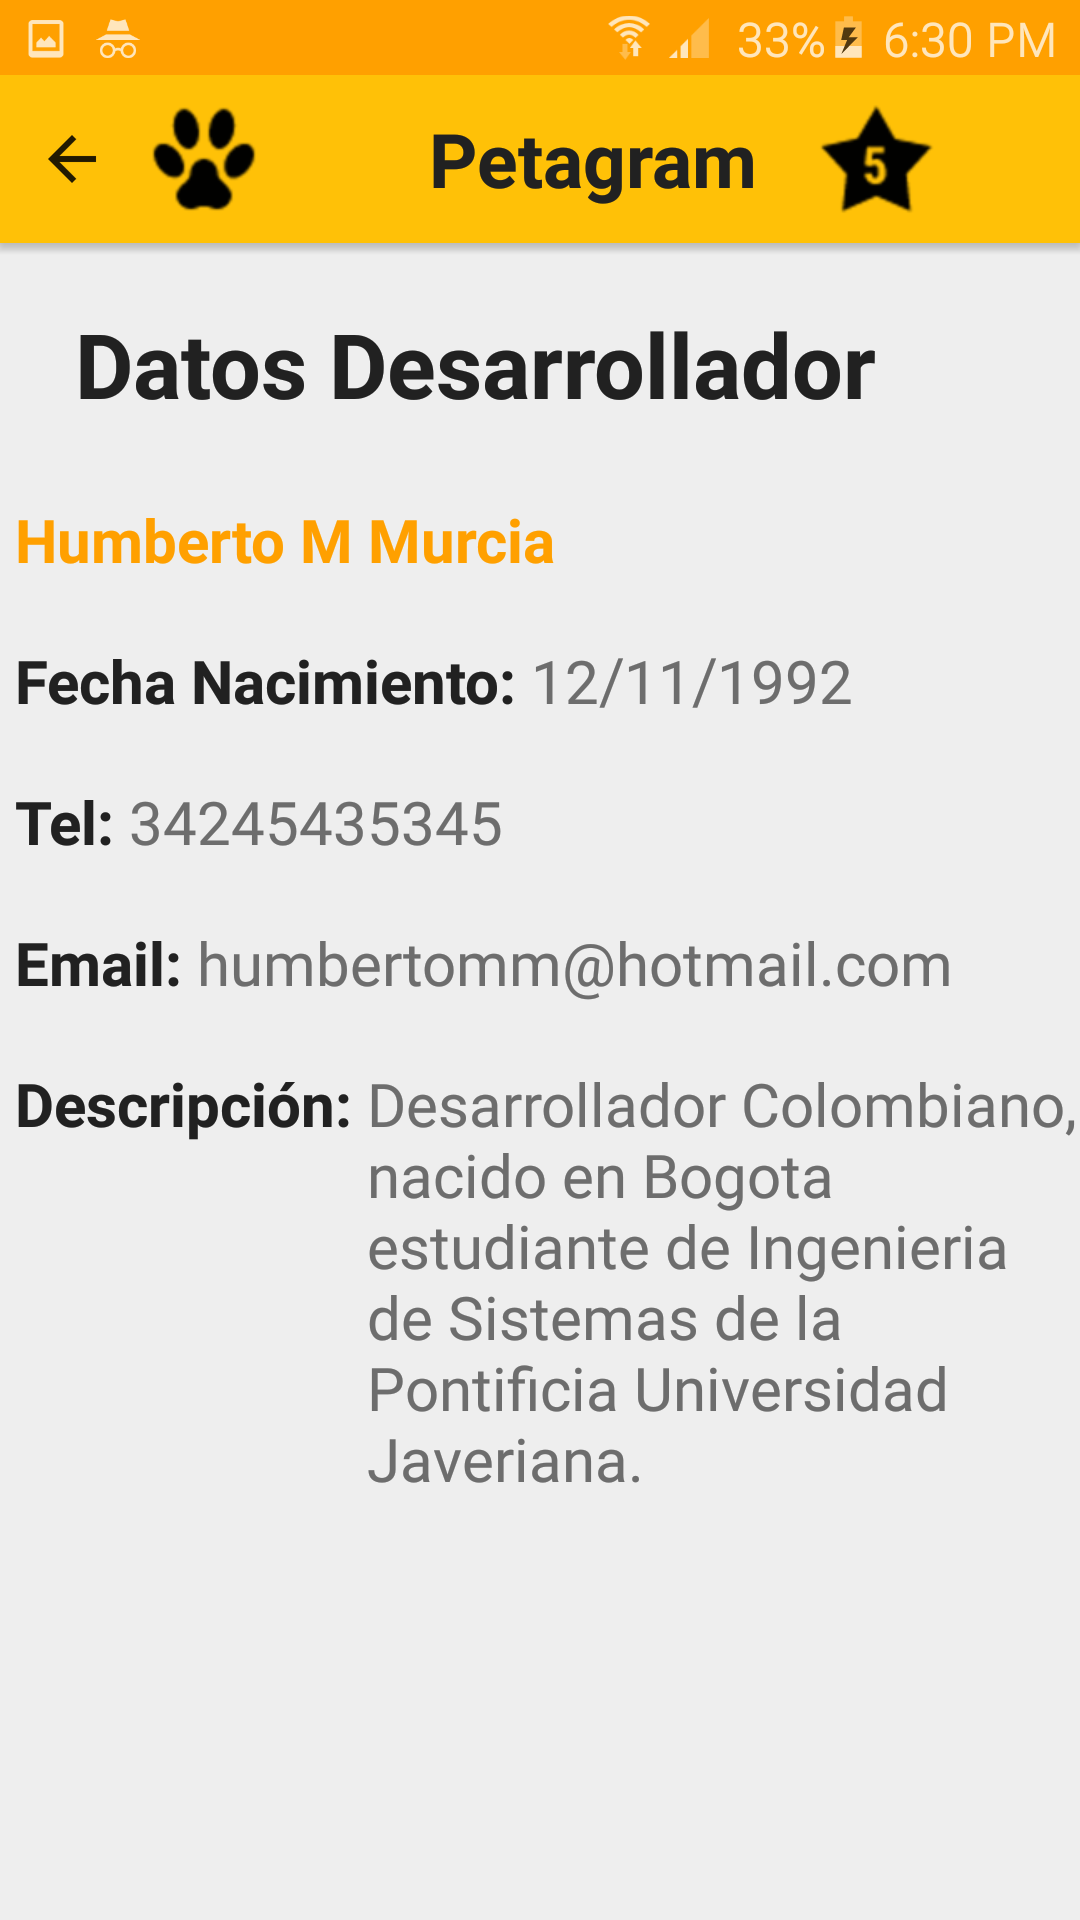 33% 6:30 PM
Petagram 5
Datos Desarrollador
Humberto M Murcia
Fecha Nacimiento: 12/11/1992
Tel: 34245435345
Email: humbertomm@hotmail.com
Descripción: Desarrollador Colombiano,
nacido en Bogota
estudiante de Ingenieria
de Sistemas de la
Pontificia Universidad
Javeriana.